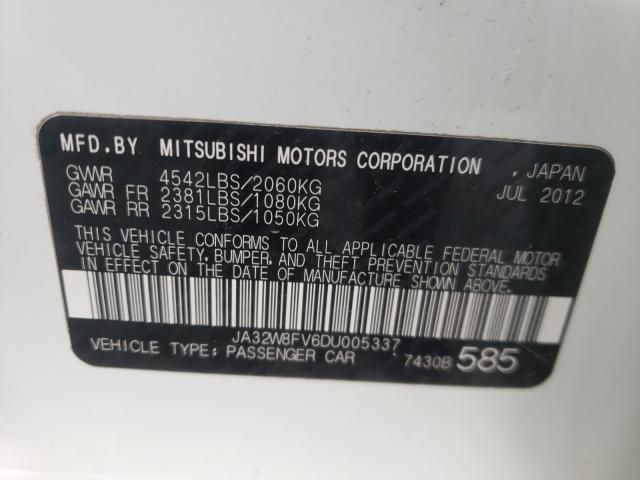 MFD.BY MITSUBISHI MOTORS CORPORATION, JAPAN
GVWR 4542LBS/2060KG JUL 2012
GAWR FR 2381LBS/1080KG
GAWR RR 2315LBS/1050KG
THIS VEHICLE CONFORMS TO ALL APPLICABLE FEDERAL MOTOR
VEHICLE SAFETY, BUMPER, AND THEFT PREVENTION STANDARDS
IN EFFECT ON THE DATE OF MANUFACTURE SHOWN ABOVE.
JA32W8FV6DU005337
VEHICLE TYPE: PASSENGER CAR 7430B 585